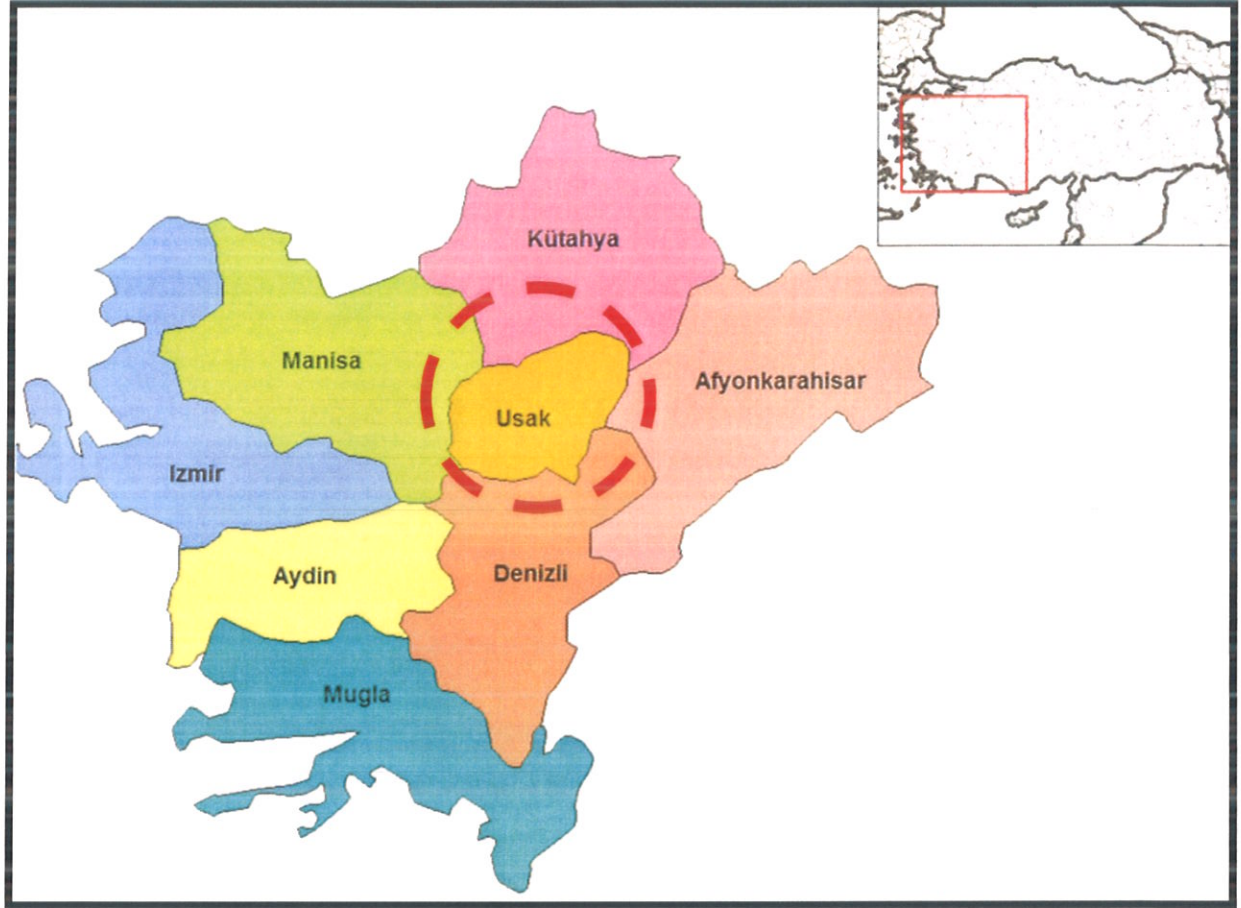 Kütahya
Manisa
Afyonkarahisar
Usak
Izmir
Aydin
Denizli
Mugla